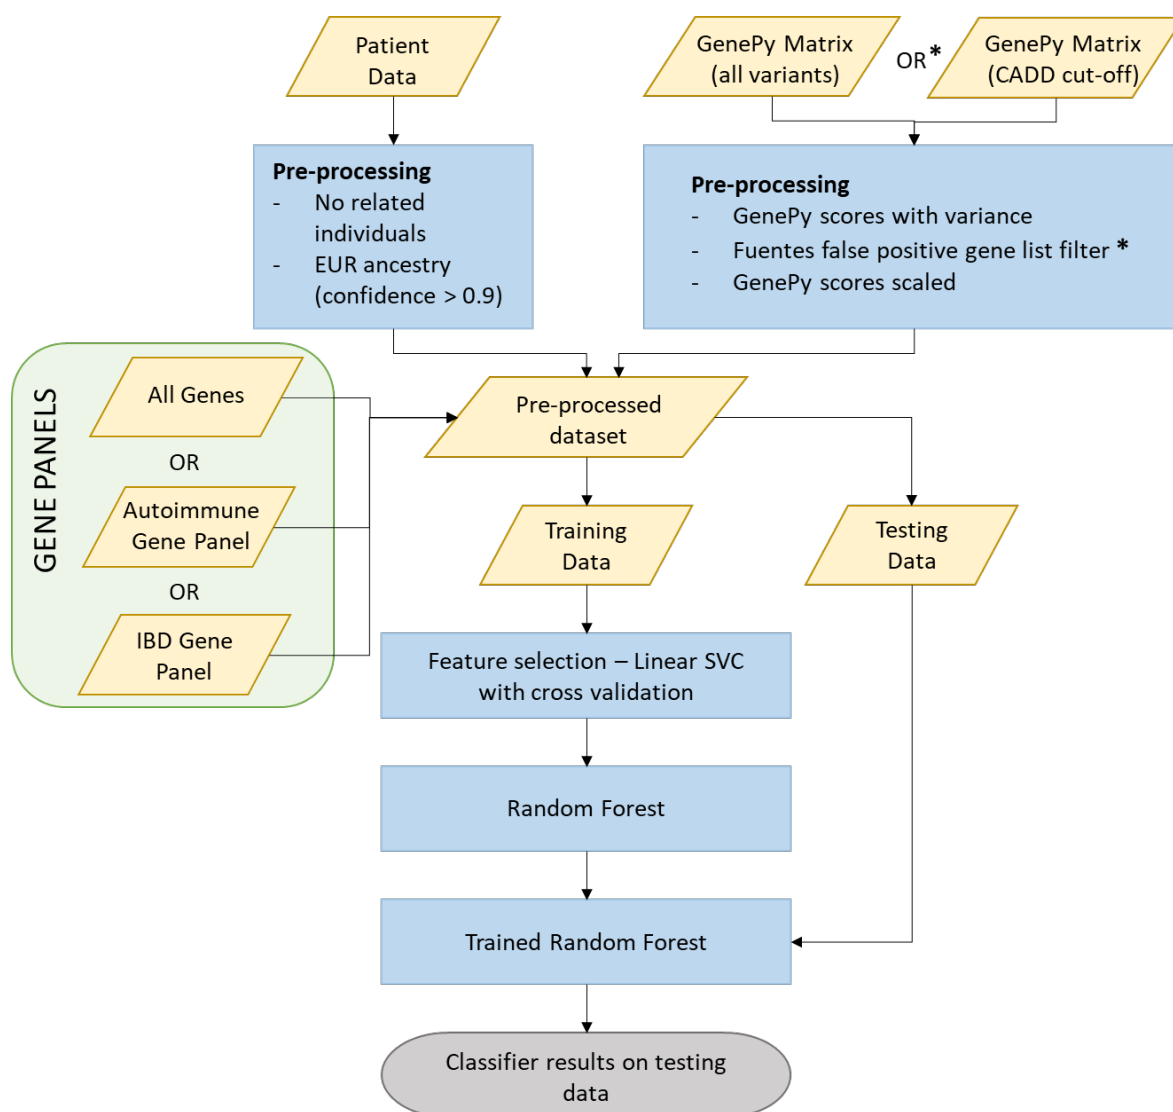 Patient
Data
GenePy Matrix
(all variants)
OR *
GenePy Matrix
(CADD cut-off)
Pre-processing
- No related
individuals
- EUR ancestry
(confidence > 0.9)
Pre-processing
- GenePy scores with variance
- Fuentes false positive gene list filter *
- GenePy scores scaled
GENE PANELS
All Genes
OR
Autoimmune
Gene Panel
OR
IBD Gene
Panel
Pre-processed
dataset
Training
Data
Testing
Data
Feature selection – Linear SVC
with cross validation
Random Forest
Trained Random Forest
Classifier results on testing
data